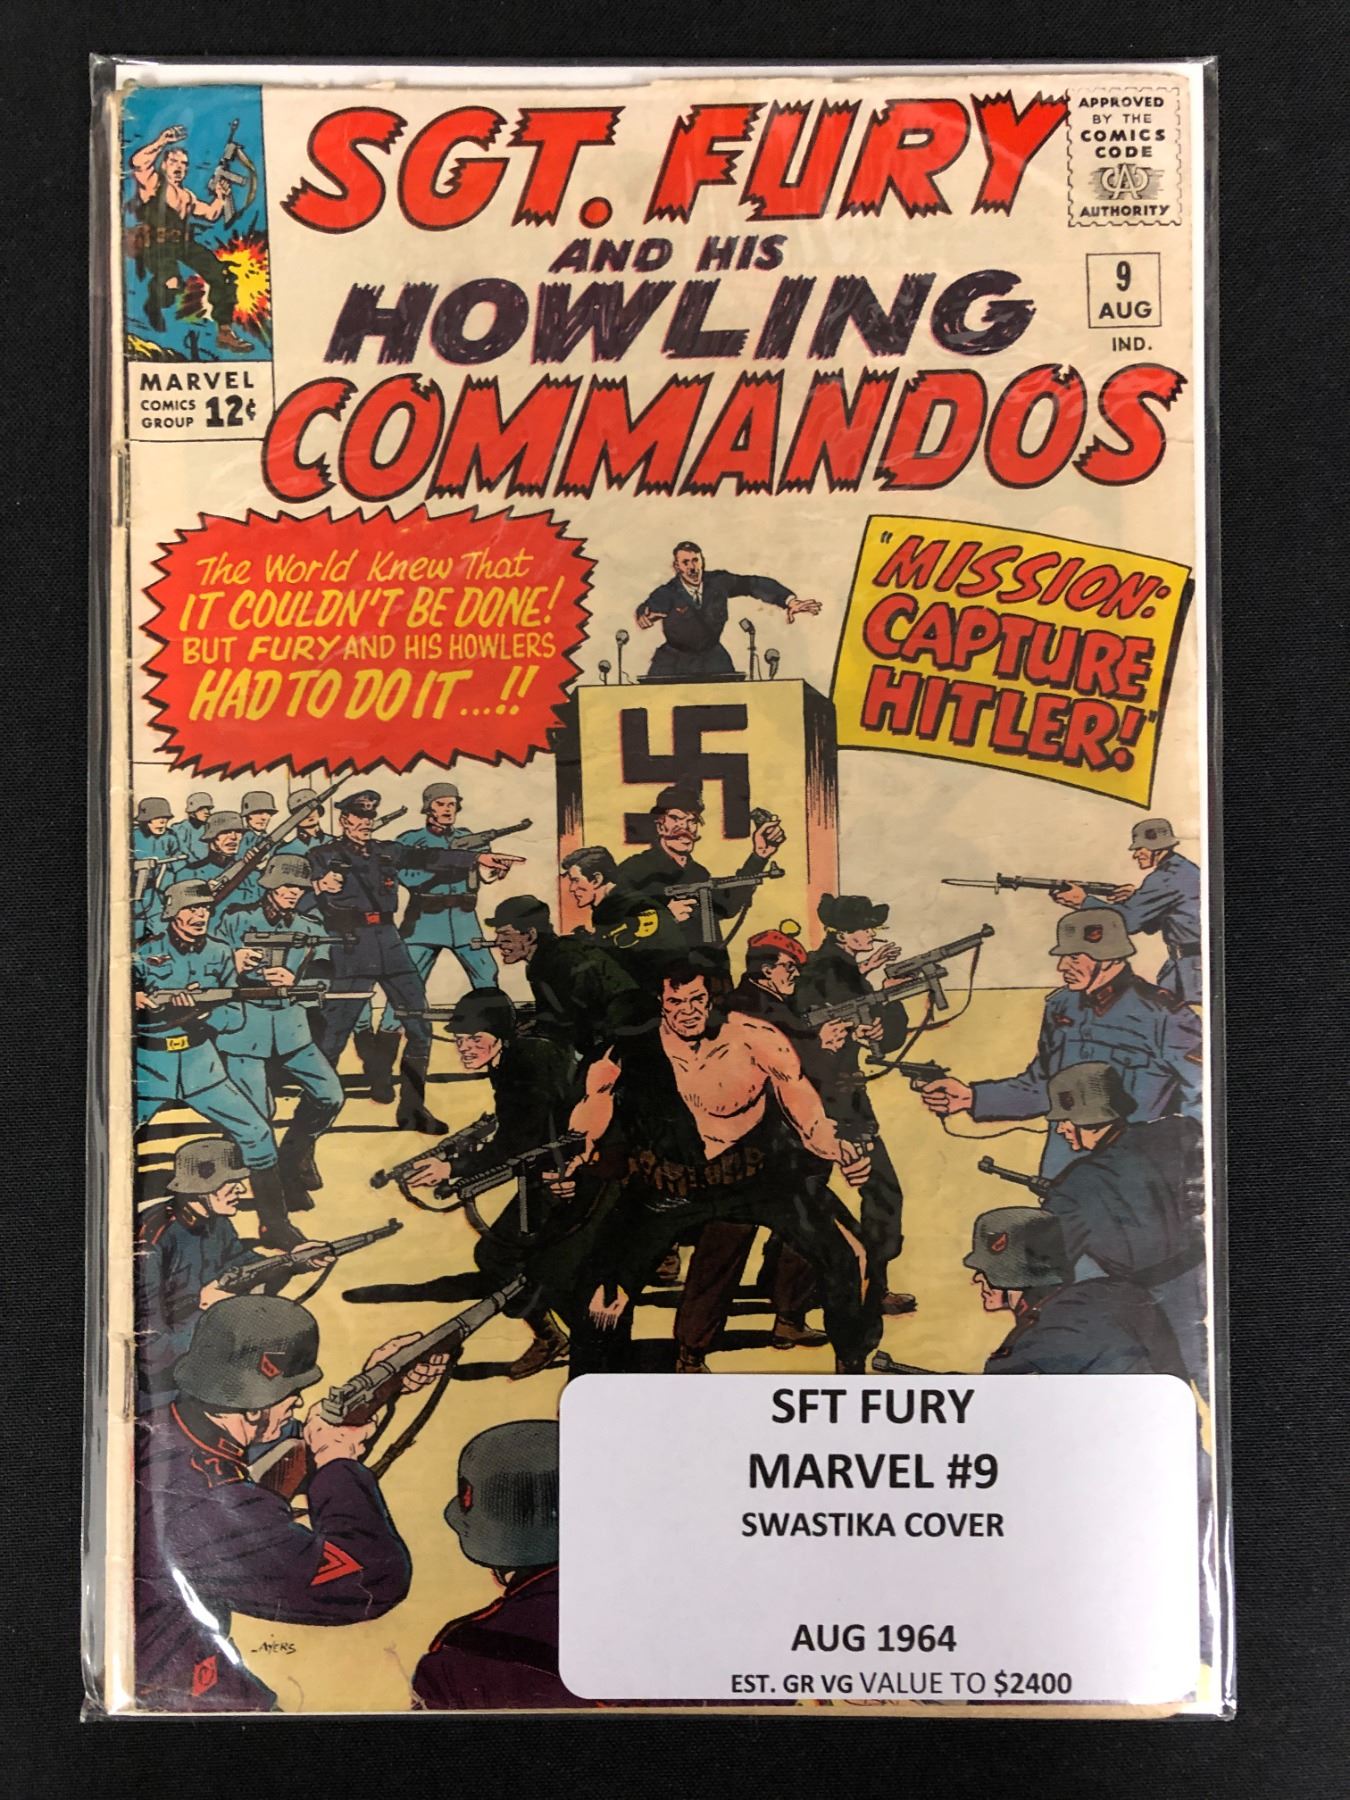 SGT. FURY
AND HIS
HOWLING
COMMANDOS
APPROVED
BY THE
COMICS
CODE
CA
AUTHORITY
9
AUG
IND.
MARVEL
COMICS
GROUP 12¢
The World Knew That
IT COULDN'T BE DONE!
BUT FURY AND HIS HOWLERS
HAD TO DO IT...!!
"MISSION:
CAPTURE
HITLER!"
AYERS
SFT FURY
MARVEL #9
SWASTIKA COVER
AUG 1964
EST. GR VG VALUE TO $2400